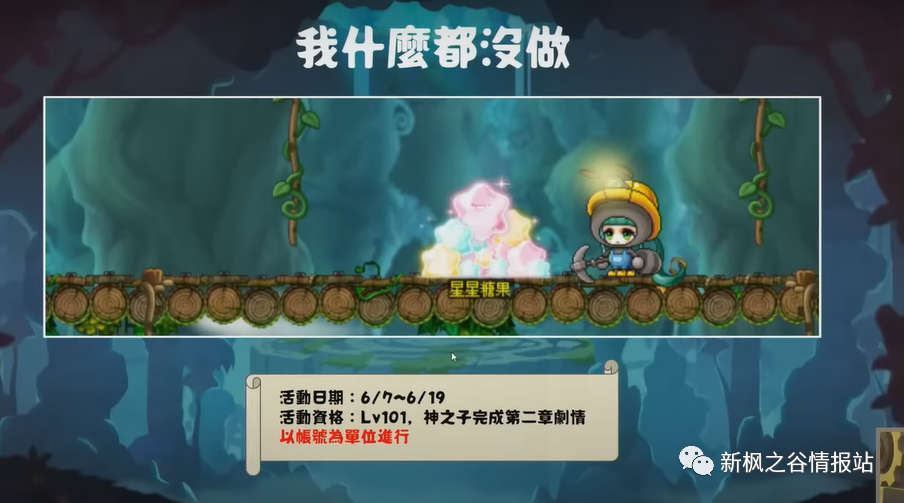 我什麼都沒做
星星糖果
活動日期：6/7~6/19
活動資格：Lv101, 神之子完成第二章劇情
以帳號為單位進行
新枫之谷情报站